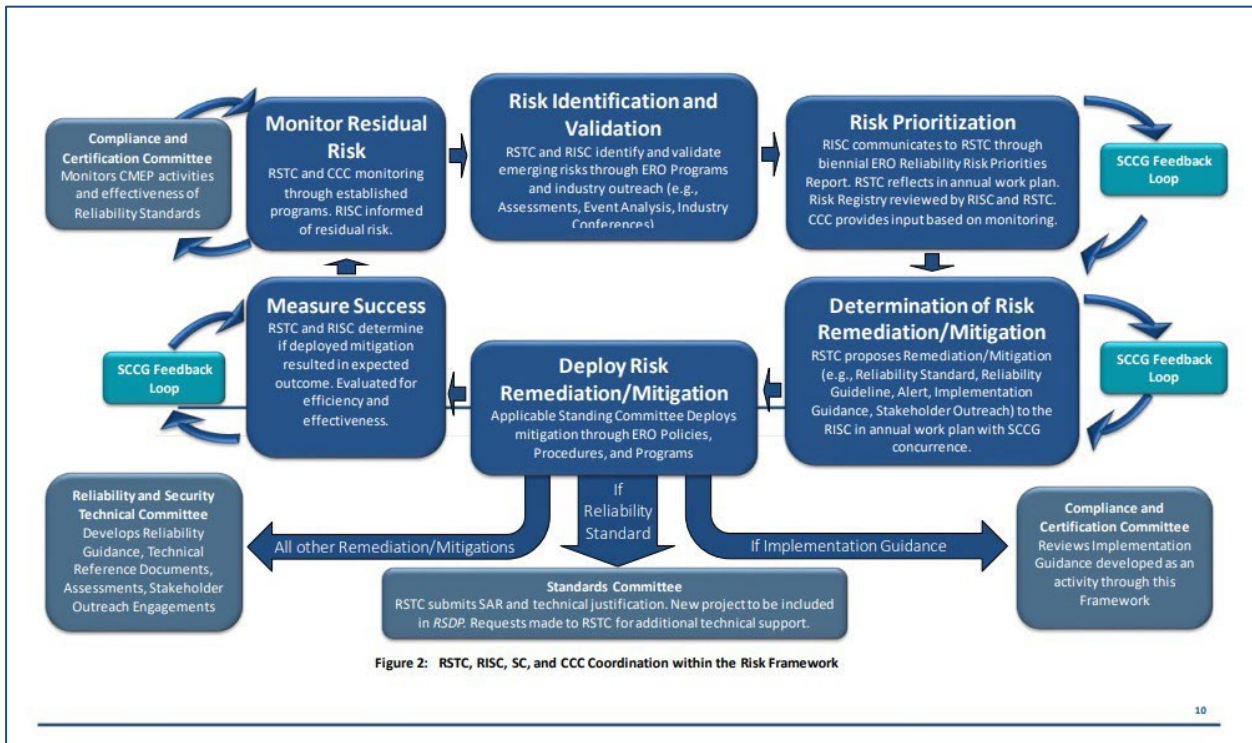 Compliance and
Certification Committee
Monitors CMEP activities
and effectiveness of
Reliability Standards
Monitor Residual
Risk
RSTC and CCC monitoring
through established
programs. RISC informed
of residual risk.
Risk Identification and
Validation
RSTC and RISC identify and validate
emerging risks through ERO Programs
and industry outreach (e.g.,
Assessments, Event Analysis, Industry
Conferences)
Risk Prioritization
RISC communicates to RSTC through
biennial ERO Reliability Risk Priorities
Report. RSTC reflects in annual work plan.
Risk Registry reviewed by RISC and RSTC.
CCC provides input based on monitoring.
SCCG Feedback
Loop
SCCG Feedback
Loop
Measure Success
RSTC and RISC determine
if deployed mitigation
resulted in expected
outcome. Evaluated for
efficiency and
effectiveness.
Deploy Risk
Remediation/Mitigation
Applicable Standing Committee Deploys
mitigation through ERO Policies,
Procedures, and Programs
Determination of Risk
Remediation/Mitigation
RSTC proposes Remediation/Mitigation
(e.g., Reliability Standard, Reliability
Guideline, Alert, Implementation
Guidance, Stakeholder Outreach) to the
RISC in annual work plan with SCCG
concurrence.
SCCG Feedback
Loop
Reliability and Security
Technical Committee
Develops Reliability
Guidance, Technical
Reference Documents,
Assessments, Stakeholder
Outreach Engagements
All other Remediation/Mitigations
If
Reliability
Standard
If Implementation Guidance
Compliance and
Certification Committee
Reviews Implementation
Guidance developed as an
activity through this
Framework
Standards Committee
RSTC submits SAR and technical justification. New project to be included
in RSDP. Requests made to RSTC for additional technical support.
Figure 2: RSTC, RISC, SC, and CCC Coordination within the Risk Framework
10